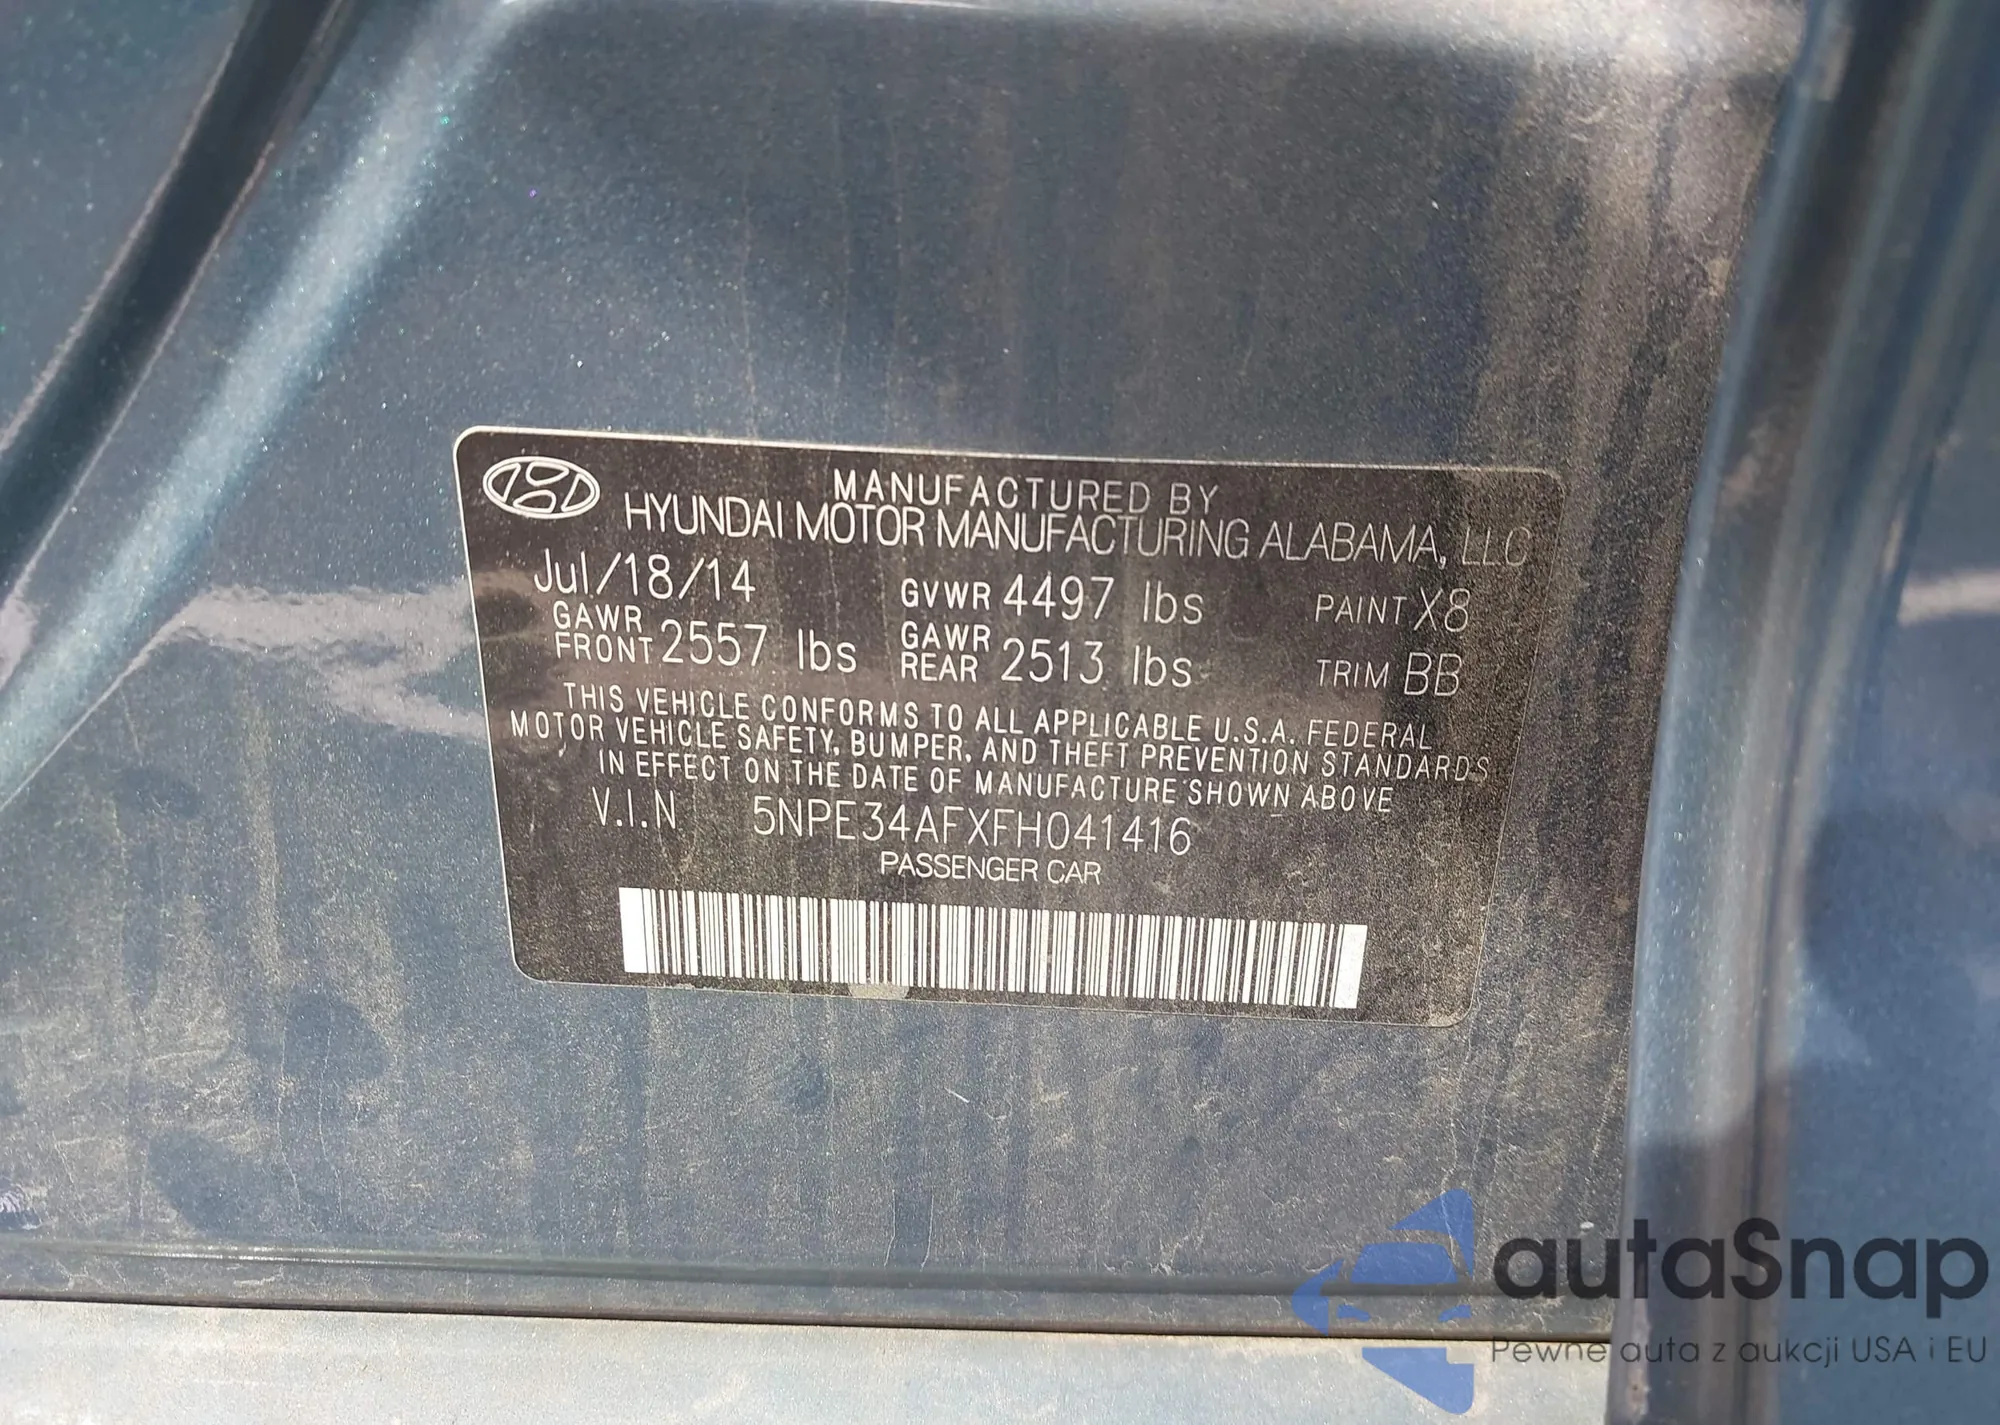 MANUFACTURED BY
HYUNDAI MOTOR MANUFACTURING ALABAMA, LLC
Jul/18/14 GVWR 4497 lbs PAINT X8
GAWR FRONT 2557 lbs GAWR REAR 2513 lbs TRIM BB
THIS VEHICLE CONFORMS TO ALL APPLICABLE U.S.A. FEDERAL
MOTOR VEHICLE SAFETY, BUMPER, AND THEFT PREVENTION STANDARDS
IN EFFECT ON THE DATE OF MANUFACTURE SHOWN ABOVE
V.I.N 5NPE34AFXFH041416
PASSENGER CAR
autaSnap
Pewne auta z aukcji USA i EU